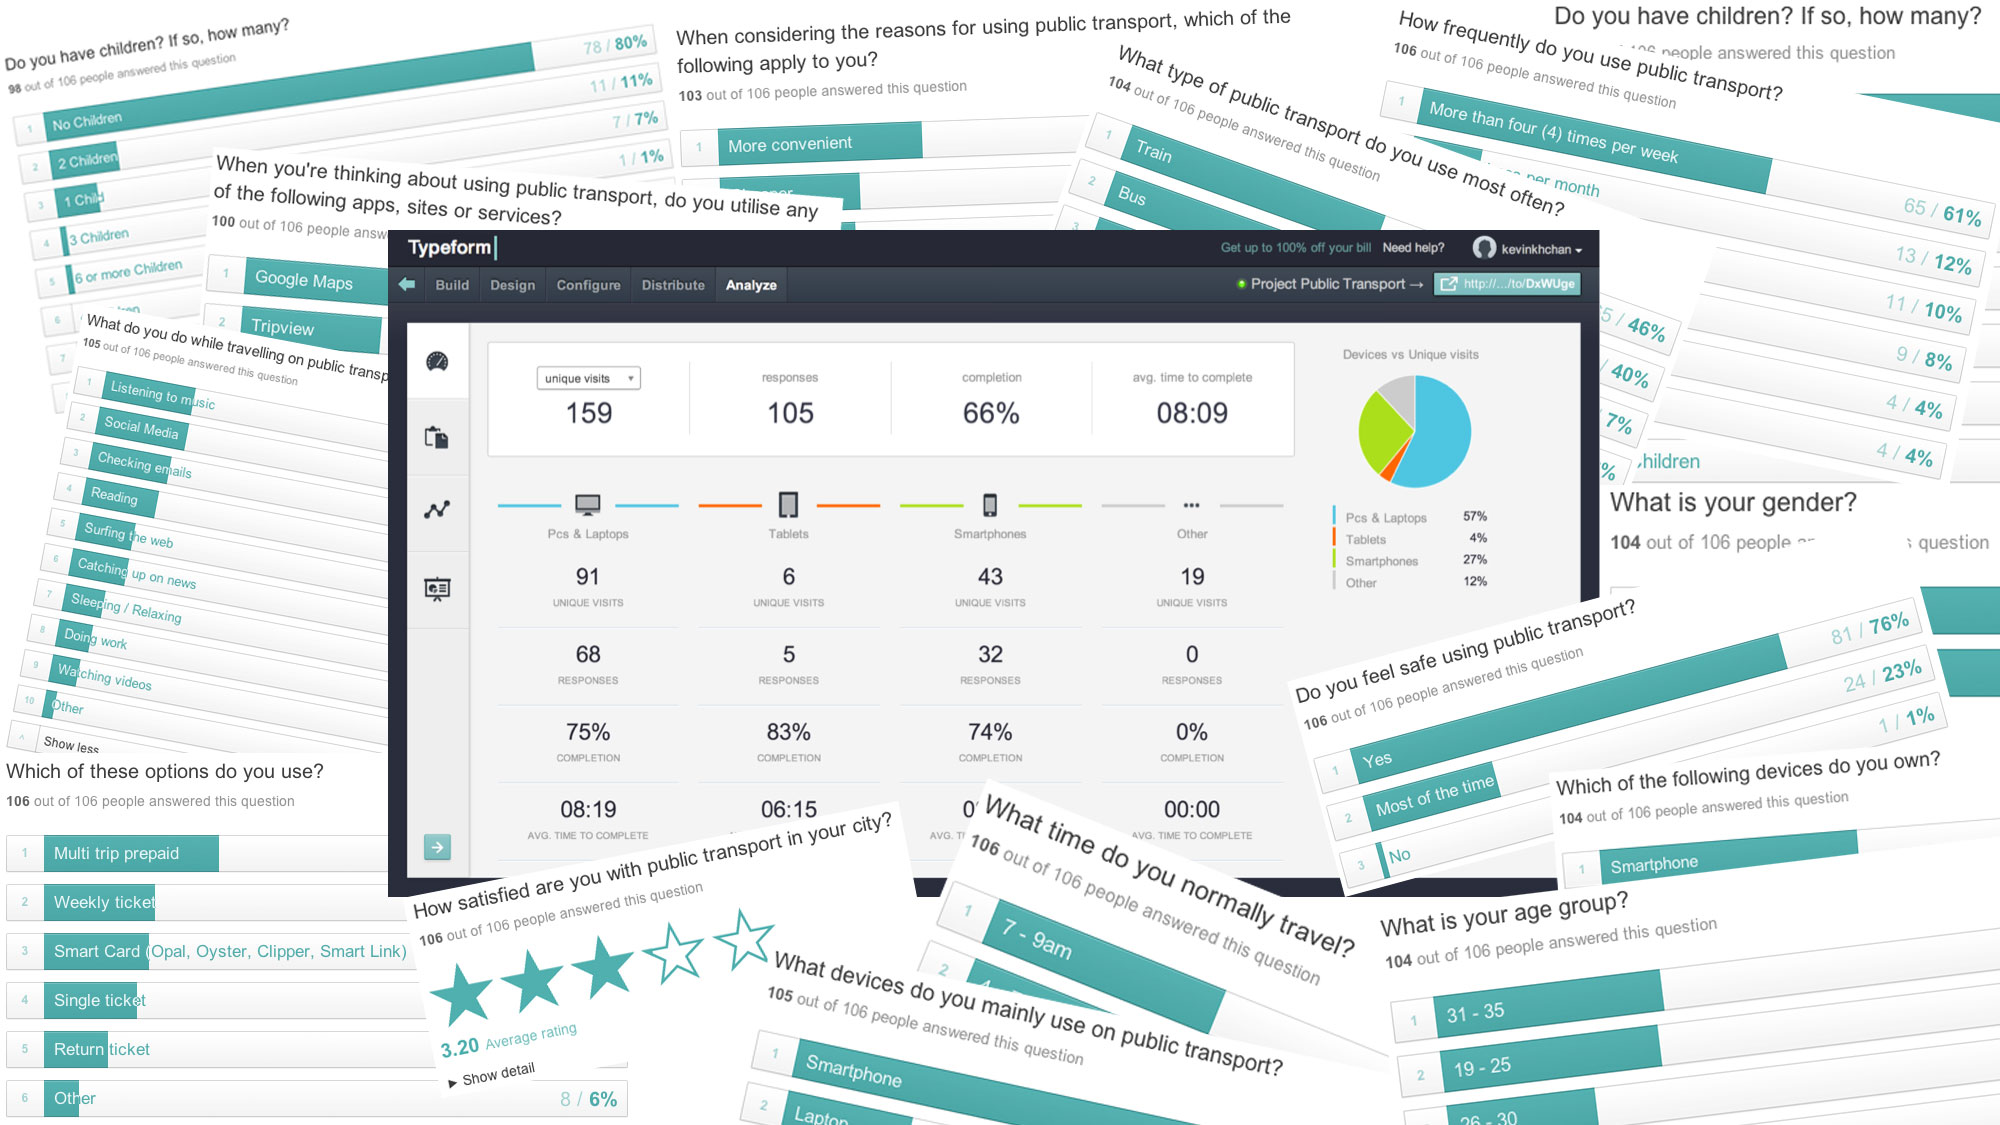 Do you have children? If so, how many?
98 out of 106 people answered this question
1 No Children 78 / 80%
2 2 Children 11 / 11%
3 1 Child 7 / 7%
4 3 Children 1 / 1%
5 6 or more Children
6
7
When considering the reasons for using public transport, which of the
following apply to you?
103 out of 106 people answered this question
1 More convenient
What type of public transport do you use most often?
104 out of 106 people answered this question
1 Train
2 Bus
3
65 / 46%
/ 40%
/ 7%
%
How frequently do you use public transport?
106 out of 106 people answered this question
1 More than four (4) times per week 65 / 61%
per month
13 / 12%
11 / 10%
9 / 8%
4 / 4%
4 / 4%
Do you have children? If so, how many?
106 people answered this question
children
When you're thinking about using public transport, do you utilise any
of the following apps, sites or services?
100 out of 106 people answ
1 Google Maps
2 Tripview
What do you do while travelling on public transp
105 out of 106 people answered this question
1 Listening to music
2 Social Media
3 Checking emails
4 Reading
5 Surfing the web
6 Catching up on news
7 Sleeping / Relaxing
8 Doing work
9 Watching videos
10 Other
Show less
Typeform
Get up to 100% off your bill Need help? kevinkhchan
Build Design Configure Distribute Analyze
Project Public Transport → http://.../to/DxWUge
unique visits responses completion avg. time to complete
159 105 66% 08:09
Devices vs Unique visits
Pcs & Laptops 57%
Tablets 4%
Smartphones 27%
Other 12%
Pcs & Laptops Tablets Smartphones Other
91 6 43 19
UNIQUE VISITS UNIQUE VISITS UNIQUE VISITS UNIQUE VISITS
68 5 32 0
RESPONSES RESPONSES RESPONSES RESPONSES
75% 83% 74% 0%
COMPLETION COMPLETION COMPLETION COMPLETION
08:19 06:15 0 00:00
AVG. TIME TO COMPLETE AVG. T AVG. TIME TO COMPLETE
What is your gender?
104 out of 106 people question
Do you feel safe using public transport?
106 out of 106 people answered this question
1 Yes 81 / 76%
2 Most of the time 24 / 23%
3 No 1 / 1%
Which of the following devices do you own?
104 out of 106 people answered this question
1 Smartphone
Which of these options do you use?
106 out of 106 people answered this question
1 Multi trip prepaid
2 Weekly ticket
3 Smart Card (Opal, Oyster, Clipper, Smart Link)
4 Single ticket
5 Return ticket
6 Other 8 / 6%
How satisfied are you with public transport in your city?
106 out of 106 people answered this question
3.20 Average rating
Show detail
What time do you normally travel?
106 out of 106 people answered this question
1 7 - 9am
2
What devices do you mainly use on public transport?
105 out of 106 people answered this question
1 Smartphone
2 Laptop
What is your age group?
104 out of 106 people answered this question
1 31 - 35
2 19 - 25
26 - 30